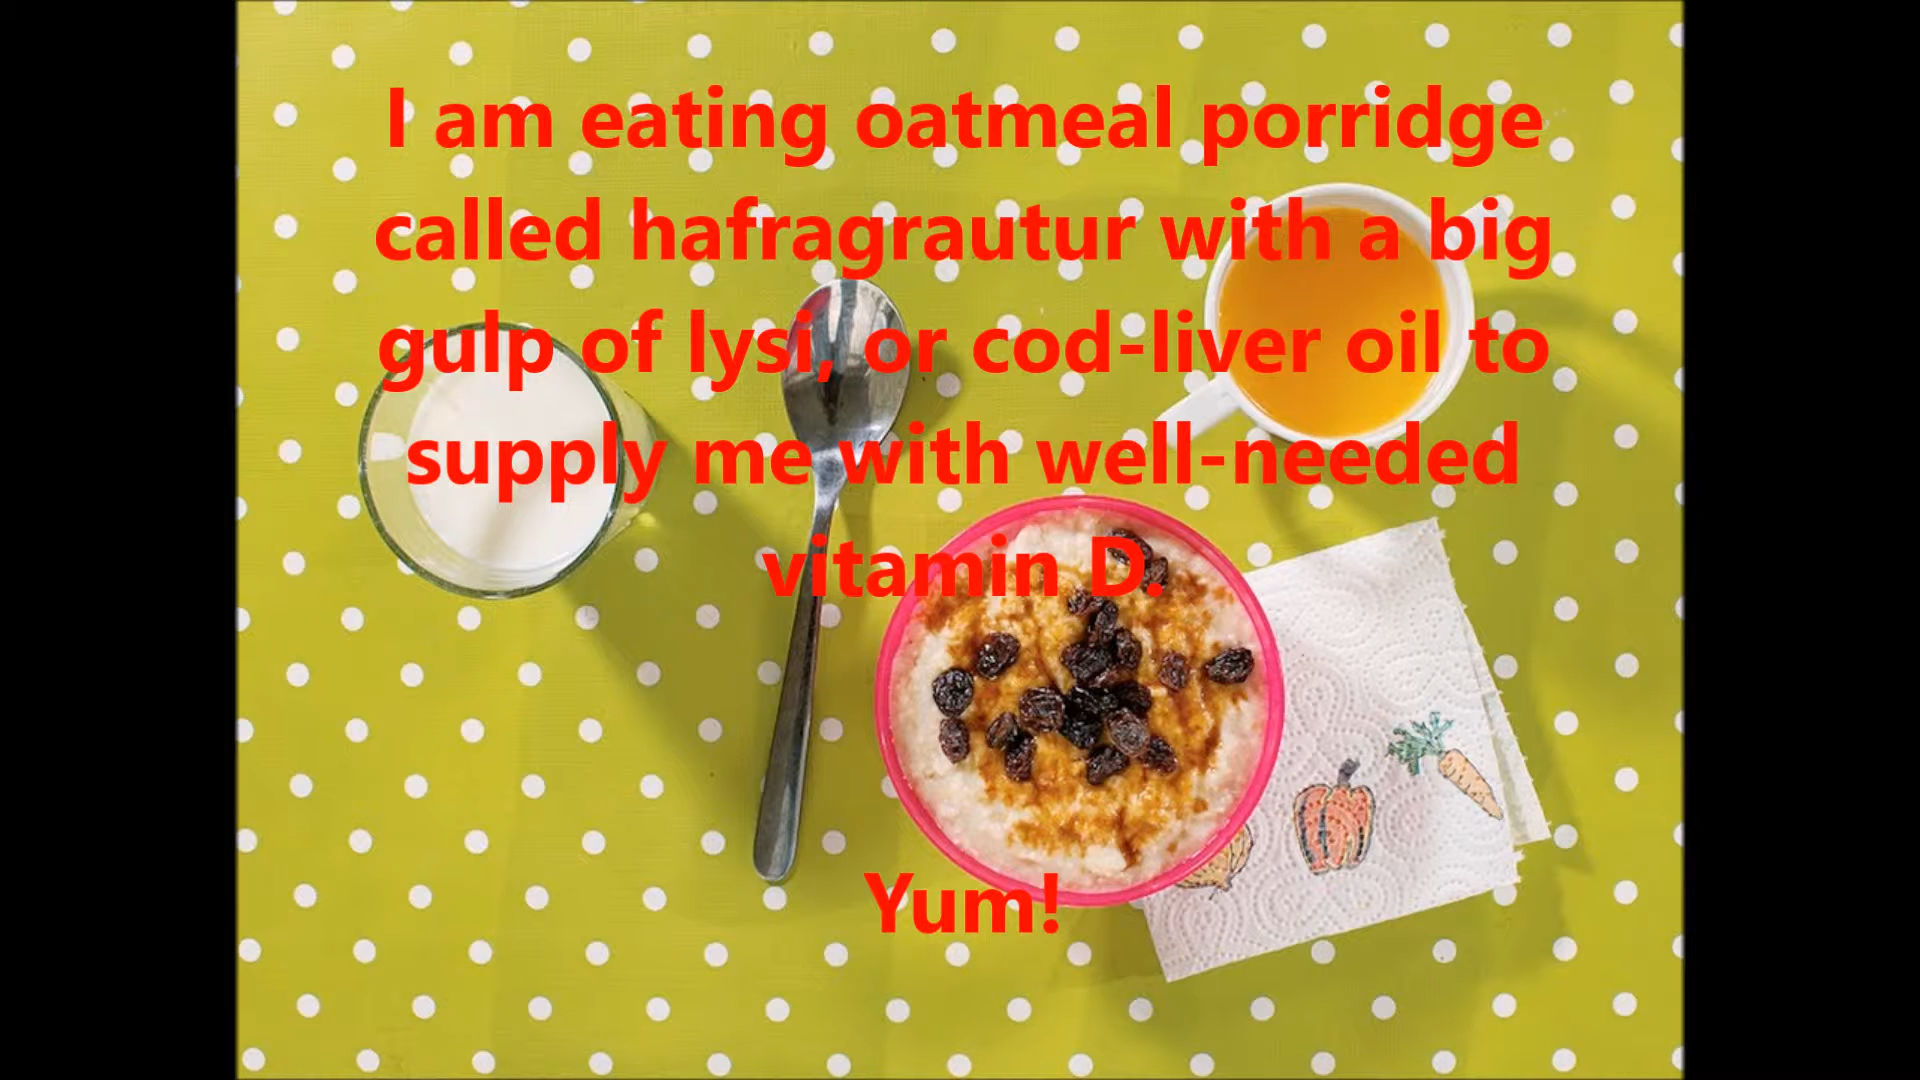 I am eating oatmeal porridge
called hafragrautur with a big
gulp of lysi, or cod-liver oil to
supply me with well-needed
vitamin D.
Yum!